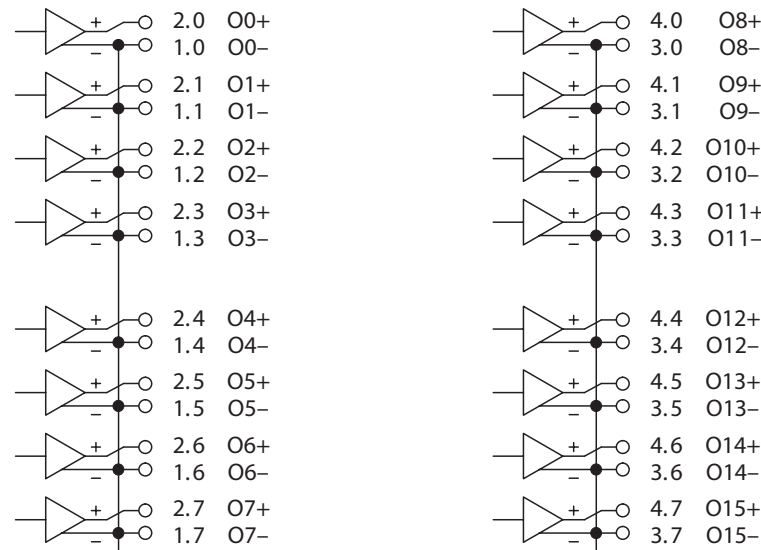 + 2.0 O0+
− 1.0 O0–
+ 2.1 O1+
− 1.1 O1–
+ 2.2 O2+
− 1.2 O2–
+ 2.3 O3+
− 1.3 O3–
+ 2.4 O4+
− 1.4 O4–
+ 2.5 O5+
− 1.5 O5–
+ 2.6 O6+
− 1.6 O6–
+ 2.7 O7+
− 1.7 O7–
+ 4.0 O8+
− 3.0 O8–
+ 4.1 O9+
− 3.1 O9–
+ 4.2 O10+
− 3.2 O10–
+ 4.3 O11+
− 3.3 O11–
+ 4.4 O12+
− 3.4 O12–
+ 4.5 O13+
− 3.5 O13–
+ 4.6 O14+
− 3.6 O14–
+ 4.7 O15+
− 3.7 O15–